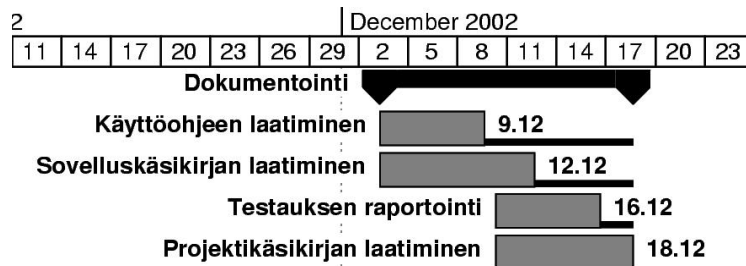 2 December 2002
11 14 17 20 23 26 29 2 5 8 11 14 17 20 23
Dokumentointi
Käyttöohjeen laatiminen 9.12
Sovelluskäsikirjan laatiminen 12.12
Testauksen raportointi 16.12
Projektikäsikirjan laatiminen 18.12